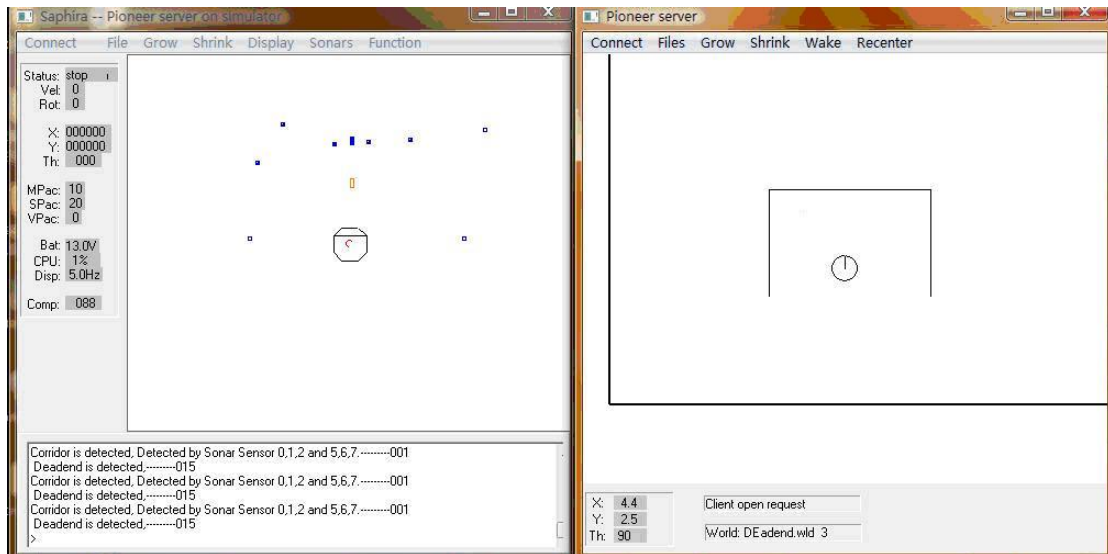 Saphira -- Pioneer server on simulator
Connect File Grow Shrink Display Sonars Function
Status: stop
Vel: 0
Rot: 0
X: 000000
Y: 000000
Th: 000
MPac: 10
SPac: 20
VPac: 0
Bat: 13.0V
CPU: 1%
Disp: 5.0Hz
Comp: 088
Corridor is detected, Detected by Sonar Sensor 0,1,2 and 5,6,7.--------001
Deadend is detected,--------015
Corridor is detected, Detected by Sonar Sensor 0,1,2 and 5,6,7.--------001
Deadend is detected,--------015
Corridor is detected, Detected by Sonar Sensor 0,1,2 and 5,6,7.--------001
Deadend is detected,--------015
>
Pioneer server
Connect Files Grow Shrink Wake Recenter
X: 4.4
Y: 2.5
Th: 90
Client open request
World: DEadend.wld 3